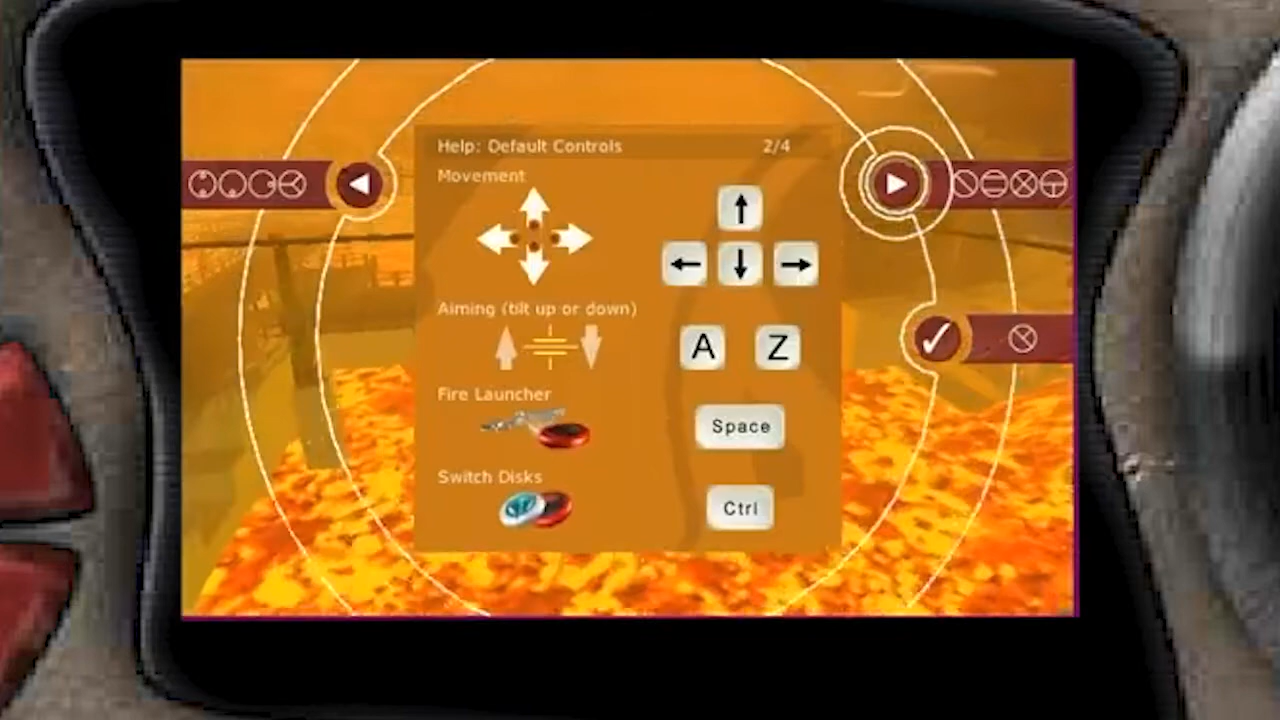 Help: Default Controls 2/4
Movement
Aiming (tilt up or down)
A Z
Fire Launcher
Space
Switch Disks
Ctrl